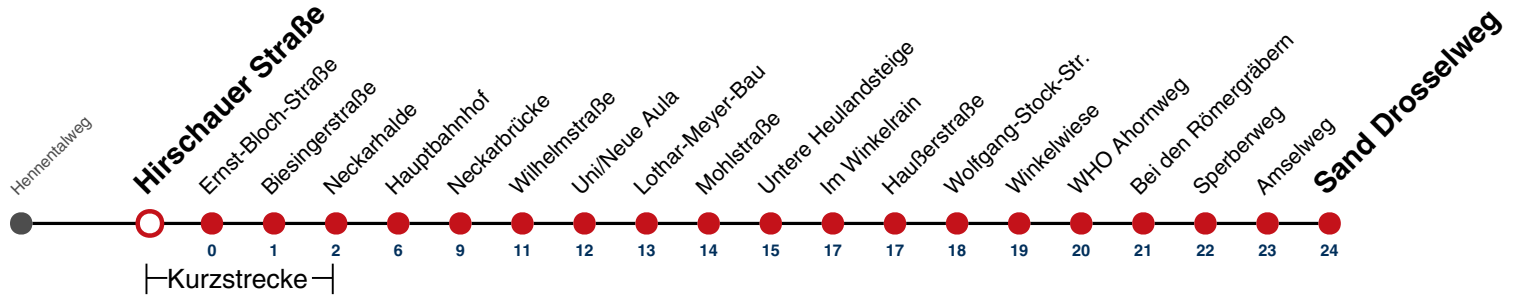 Hennentalweg
Hirschauer Straße
Ernst-Bloch-Straße
Biesingerstraße
Neckarhalde
Hauptbahnhof
Neckarbrücke
Wilhelmstraße
Uni/Neue Aula
Lothar-Meyer-Bau
Mohlstraße
Untere Heulandsteige
Im Winkelrain
Haußerstraße
Wolfgang-Stock-Str.
Winkelwiese
WHO Ahornweg
Bei den Römergräbern
Sperberweg
Amselweg
Sand Drosselweg
0 1 2 6 9 11 12 13 14 15 17 17 18 19 20 21 22 23 24
Kurzstrecke